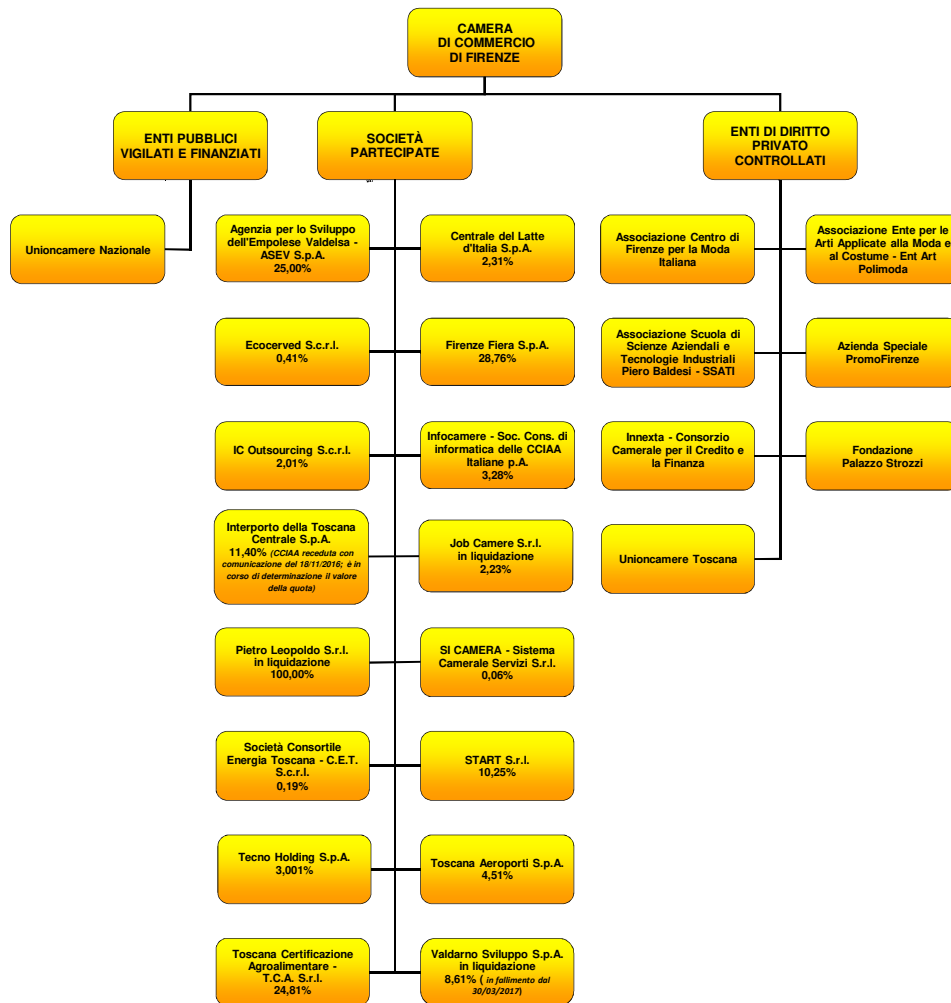 CAMERA
DI COMMERCIO
DI FIRENZE
ENTI PUBBLICI
VIGILATI E FINANZIATI
SOCIETÀ
PARTECIPATE
ENTI DI DIRITTO
PRIVATO
CONTROLLATI
Unioncamere Nazionale
Agenzia per lo Sviluppo
dell'Empolese Valdelsa -
ASEV S.p.A.
25,00%
Centrale del Latte
d'Italia S.p.A.
2,31%
Associazione Centro di
Firenze per la Moda
Italiana
Associazione Ente per le
Arti Applicate alla Moda e
al Costume - Ent Art
Polimoda
Ecocerved S.c.r.l.
0,41%
Firenze Fiera S.p.A.
28,76%
Associazione Scuola di
Scienze Aziendali e
Tecnologie Industriali
Piero Baldesi - SSATI
Azienda Speciale
PromoFirenze
IC Outsourcing S.c.r.l.
2,01%
Infocamere - Soc. Cons. di
informatica delle CCIAA
Italiane p.A.
3,28%
Innexta - Consorzio
Camerale per il Credito e
la Finanza
Fondazione
Palazzo Strozzi
Interporto della Toscana
Centrale S.p.A.
11,40% (CCIAA receduta con
comunicazione del 18/11/2016; è in
corso di determinazione il valore
della quota)
Job Camere S.r.l.
in liquidazione
2,23%
Unioncamere Toscana
Pietro Leopoldo S.r.l.
in liquidazione
100,00%
SI CAMERA - Sistema
Camerale Servizi S.r.l.
0,06%
Società Consortile
Energia Toscana - C.E.T.
S.c.r.l.
0,19%
START S.r.l.
10,25%
Tecno Holding S.p.A.
3,001%
Toscana Aeroporti S.p.A.
4,51%
Toscana Certificazione
Agroalimentare -
T.C.A. S.r.l.
24,81%
Valdarno Sviluppo S.p.A.
in liquidazione
8,61% ( in fallimento dal
30/03/2017)